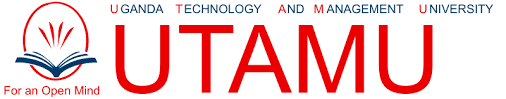 UGANDA TECHNOLOGY AND MANAGEMENT UNIVERSITY
UTAMU
For an Open Mind